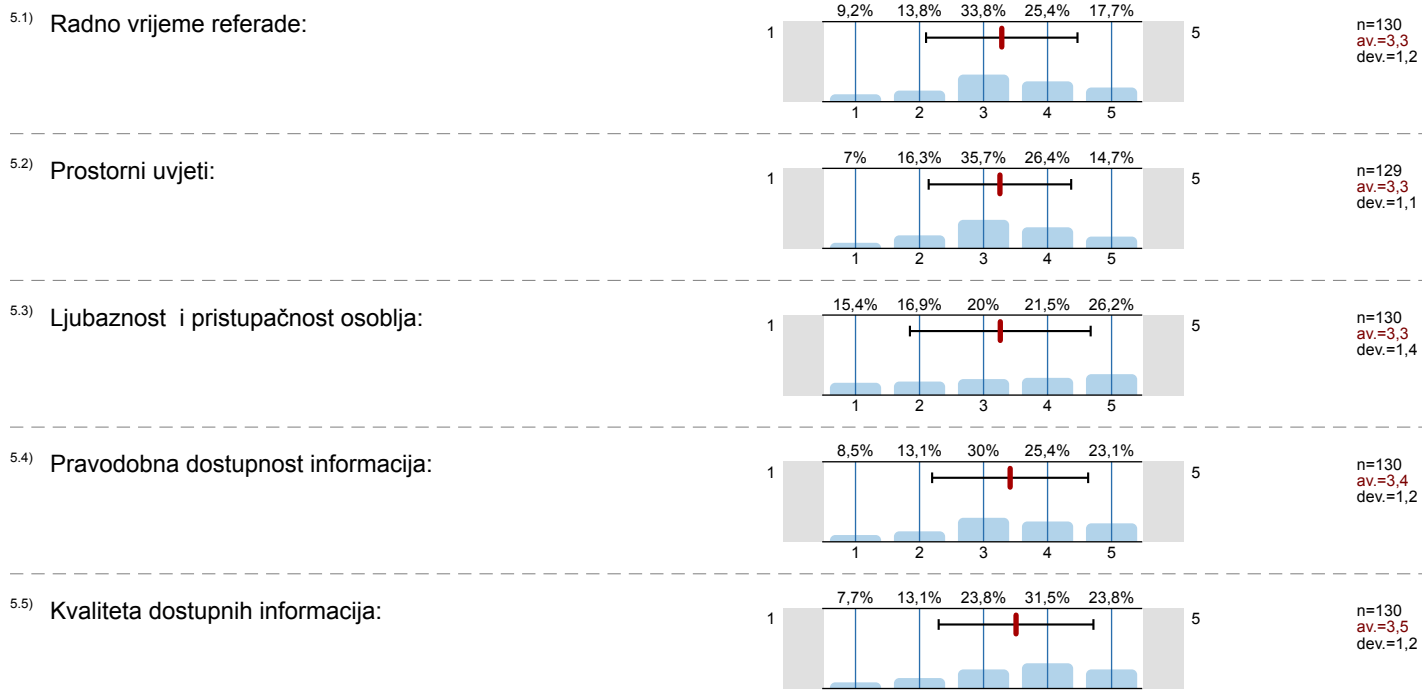 9,2% 13,8% 33,8% 25,4% 17,7%
5.1) Radno vrijeme referade:
1 5
n=130
av.=3,3
dev.=1,2
1 2 3 4 5
7% 16,3% 35,7% 26,4% 14,7%
5.2) Prostorni uvjeti:
1 5
n=129
av.=3,3
dev.=1,1
1 2 3 4 5
15,4% 16,9% 20% 21,5% 26,2%
5.3) Ljubaznost i pristupačnost osoblja:
1 5
n=130
av.=3,3
dev.=1,4
1 2 3 4 5
8,5% 13,1% 30% 25,4% 23,1%
5.4) Pravodobna dostupnost informacija:
1 5
n=130
av.=3,4
dev.=1,2
1 2 3 4 5
7,7% 13,1% 23,8% 31,5% 23,8%
5.5) Kvaliteta dostupnih informacija:
1 5
n=130
av.=3,5
dev.=1,2